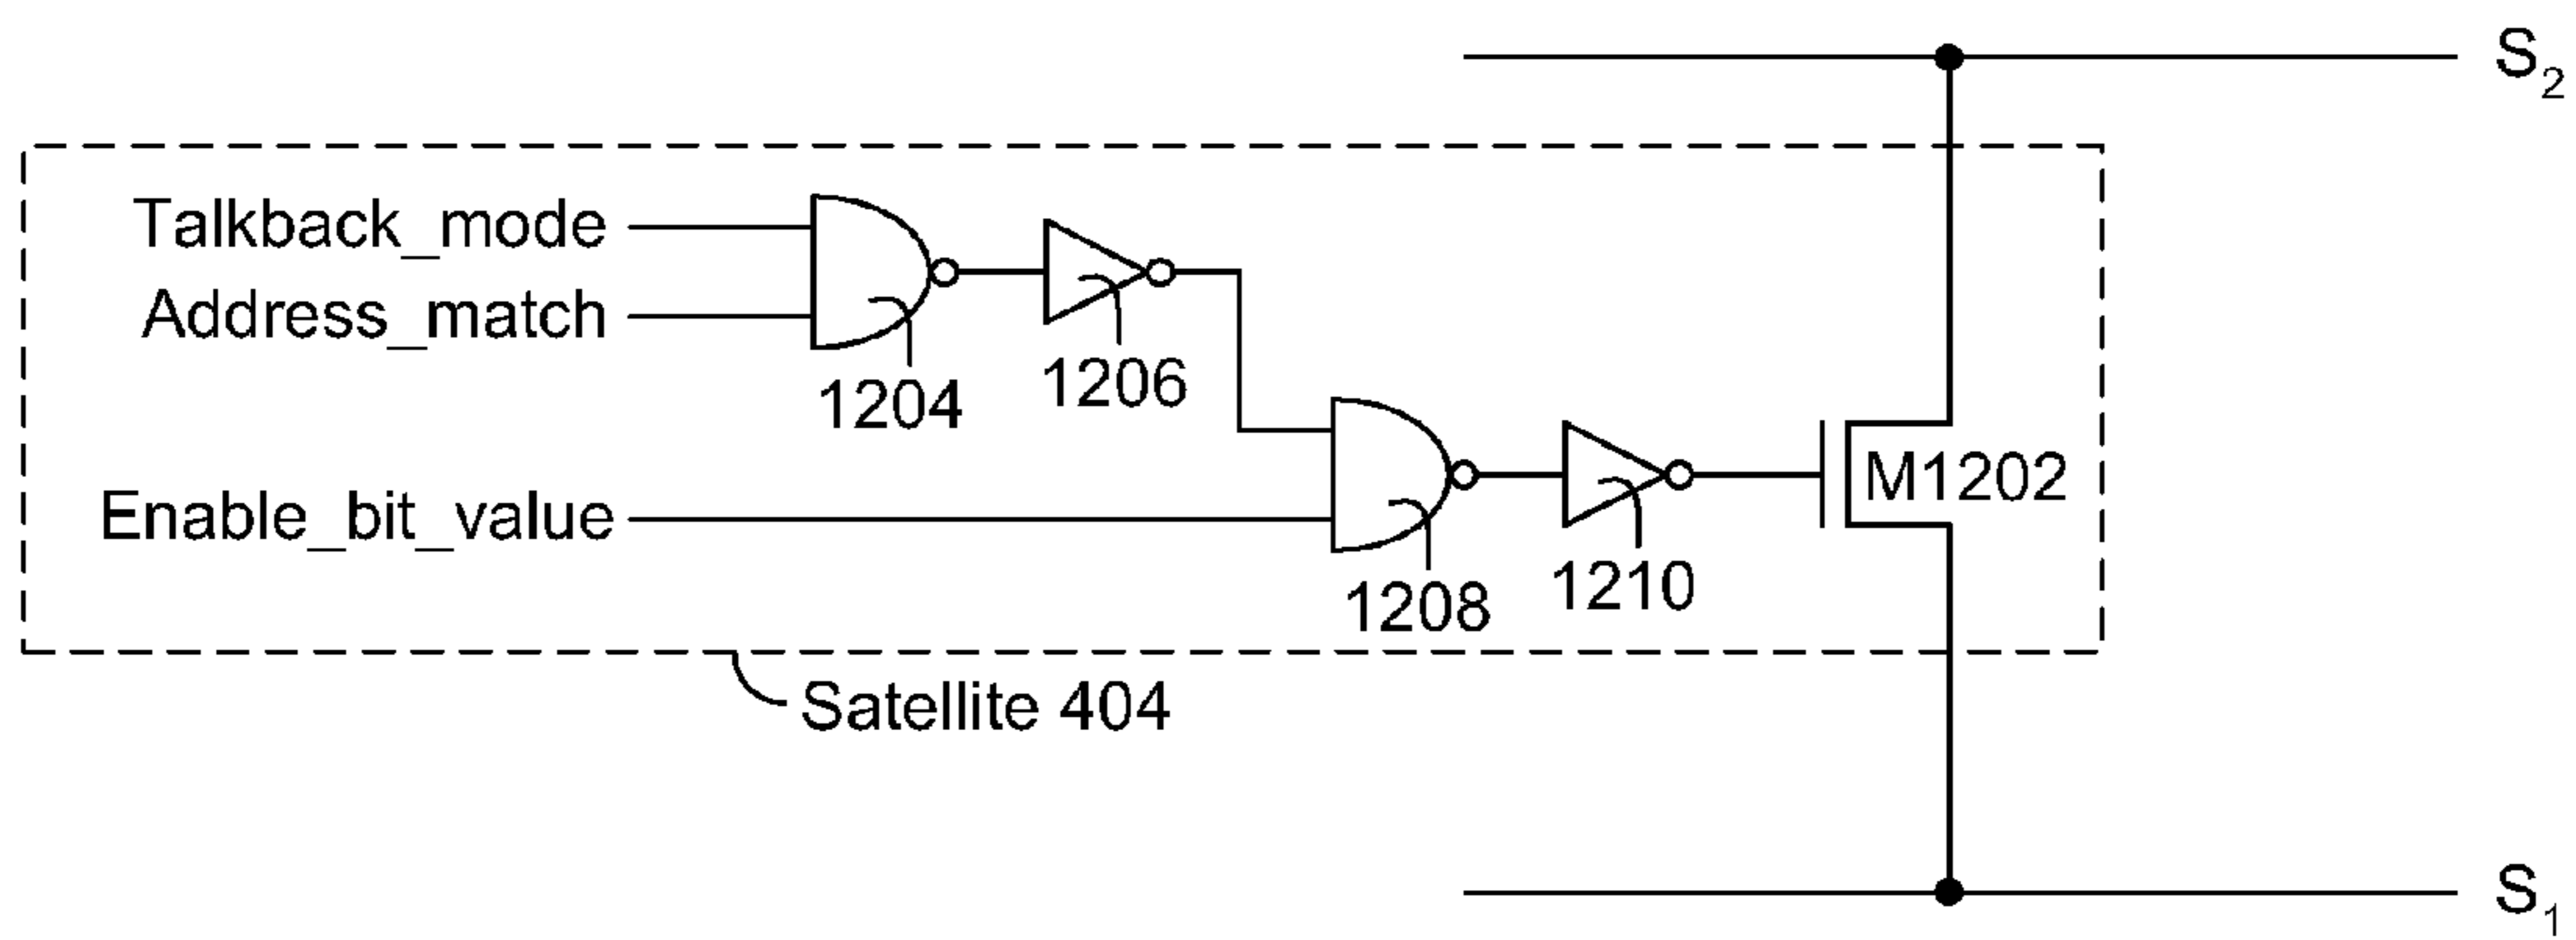 S2
Talkback_mode
Address_match
1204
1206
Enable_bit_value
M1202
1208
1210
Satellite 404
S1